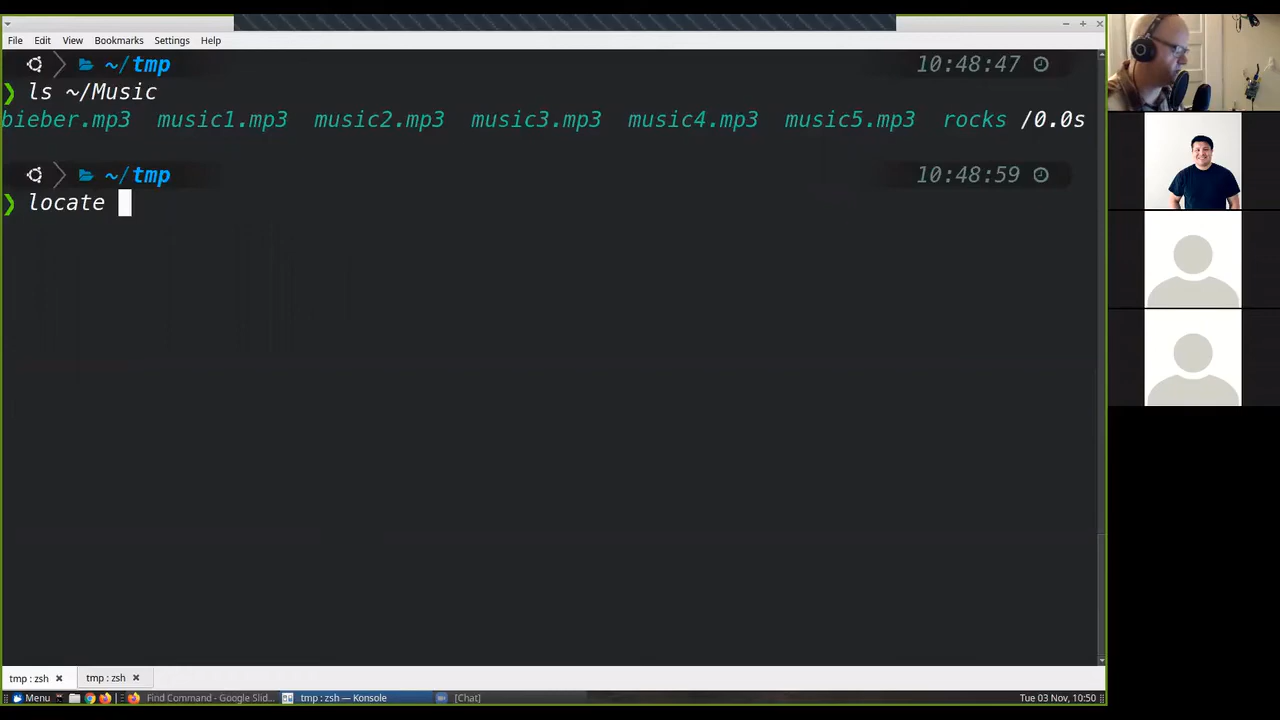 File Edit View Bookmarks Settings Help
~/tmp 10:48:47
❯ ls ~/Music
bieber.mp3 music1.mp3 music2.mp3 music3.mp3 music4.mp3 music5.mp3 rocks /0.0s
~/tmp 10:48:59
❯ locate
tmp : zsh tmp : zsh
Menu Find Command - Google Slid... tmp : zsh — Konsole [Chat] Tue 03 Nov, 10:50